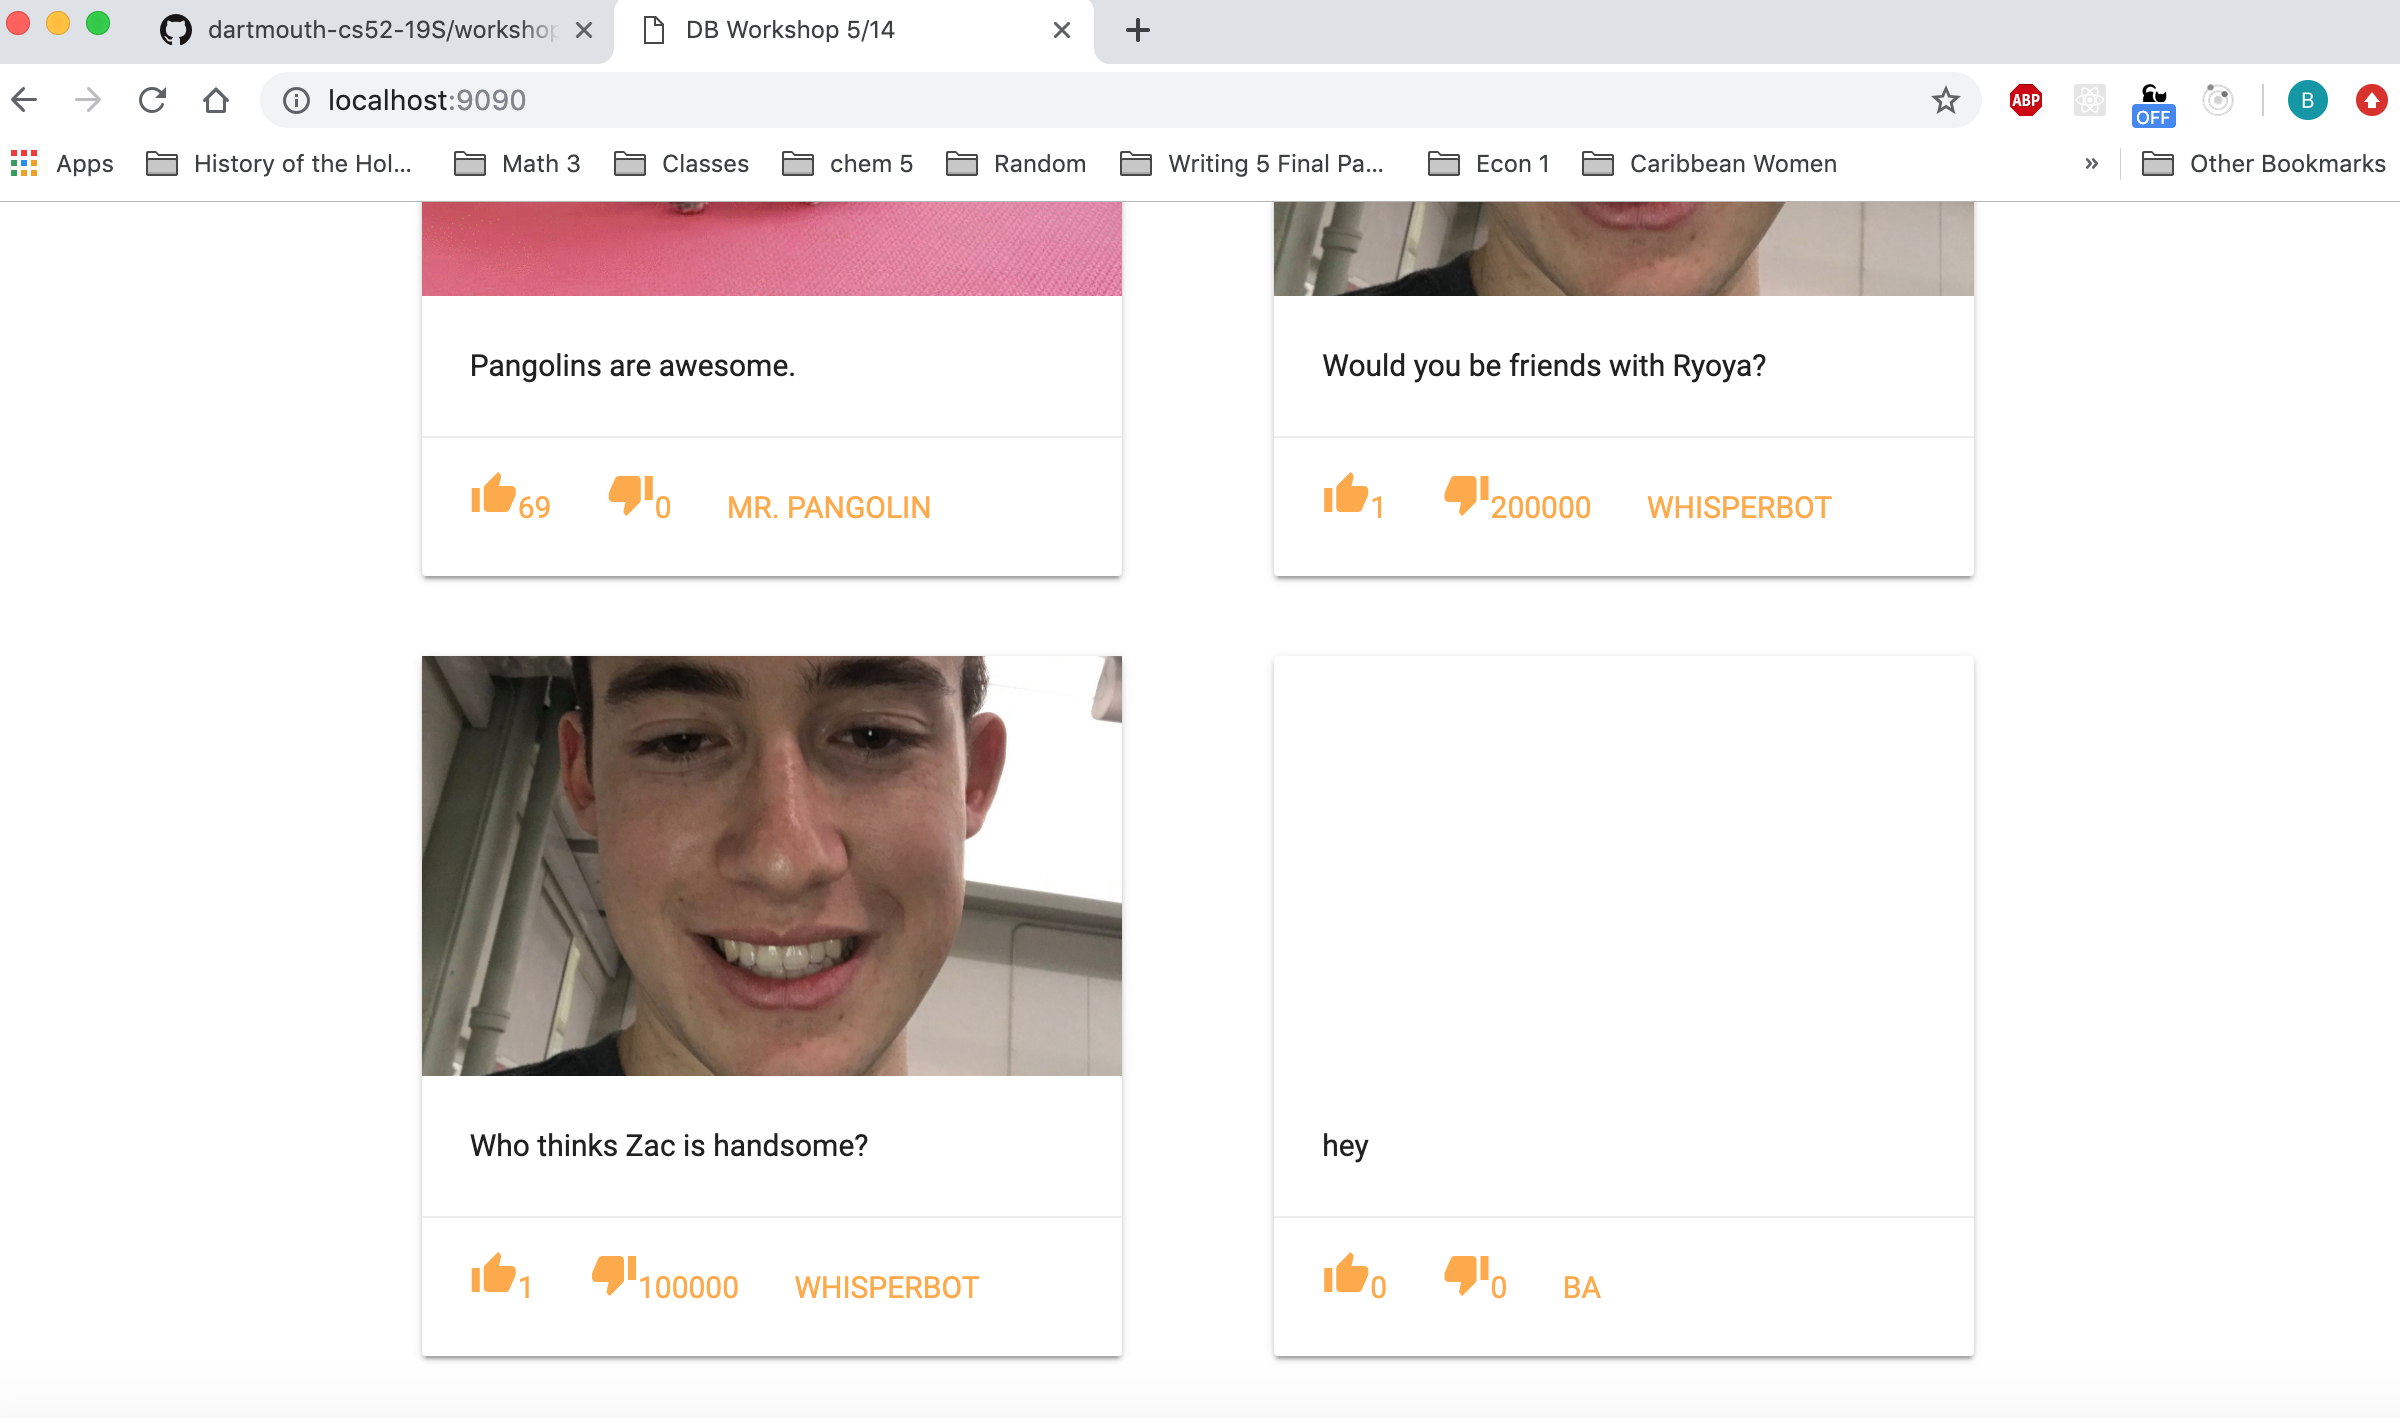 dartmouth-cs52-19S/workshop
DB Workshop 5/14
localhost:9090
ABP
OFF
B
Apps
History of the Hol...
Math 3
Classes
chem 5
Random
Writing 5 Final Pa...
Econ 1
Caribbean Women
»
Other Bookmarks
Pangolins are awesome.
69 0 MR. PANGOLIN
Would you be friends with Ryoya?
1 200000 WHISPERBOT
Who thinks Zac is handsome?
1 100000 WHISPERBOT
hey
0 0 BA